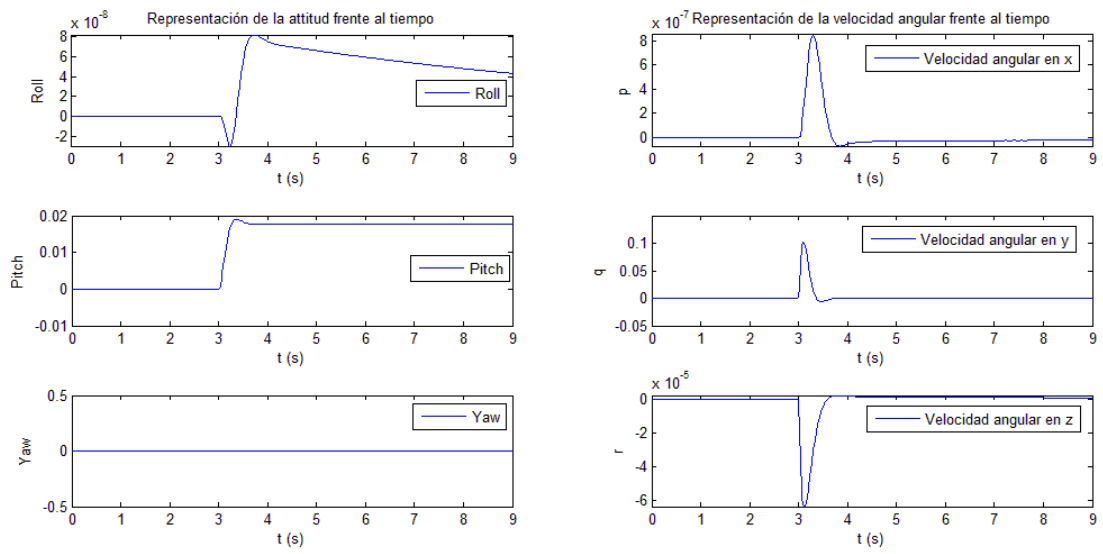 Representación de la attitud frente al tiempo
x 10^-8
8
6
4
2
0
-2
Roll
Roll
0 1 2 3 4 5 6 7 8 9
t (s)
0.02
0.01
0
-0.01
Pitch
Pitch
0 1 2 3 4 5 6 7 8 9
t (s)
0.5
0
-0.5
Yaw
Yaw
0 1 2 3 4 5 6 7 8 9
t (s)
x 10^-7 Representación de la velocidad angular frente al tiempo
8
6
4
2
0
p
Velocidad angular en x
0 1 2 3 4 5 6 7 8 9
t (s)
0.1
0.05
0
-0.05
q
Velocidad angular en y
0 1 2 3 4 5 6 7 8 9
t (s)
x 10^-5
0
-2
-4
-6
r
Velocidad angular en z
0 1 2 3 4 5 6 7 8 9
t (s)